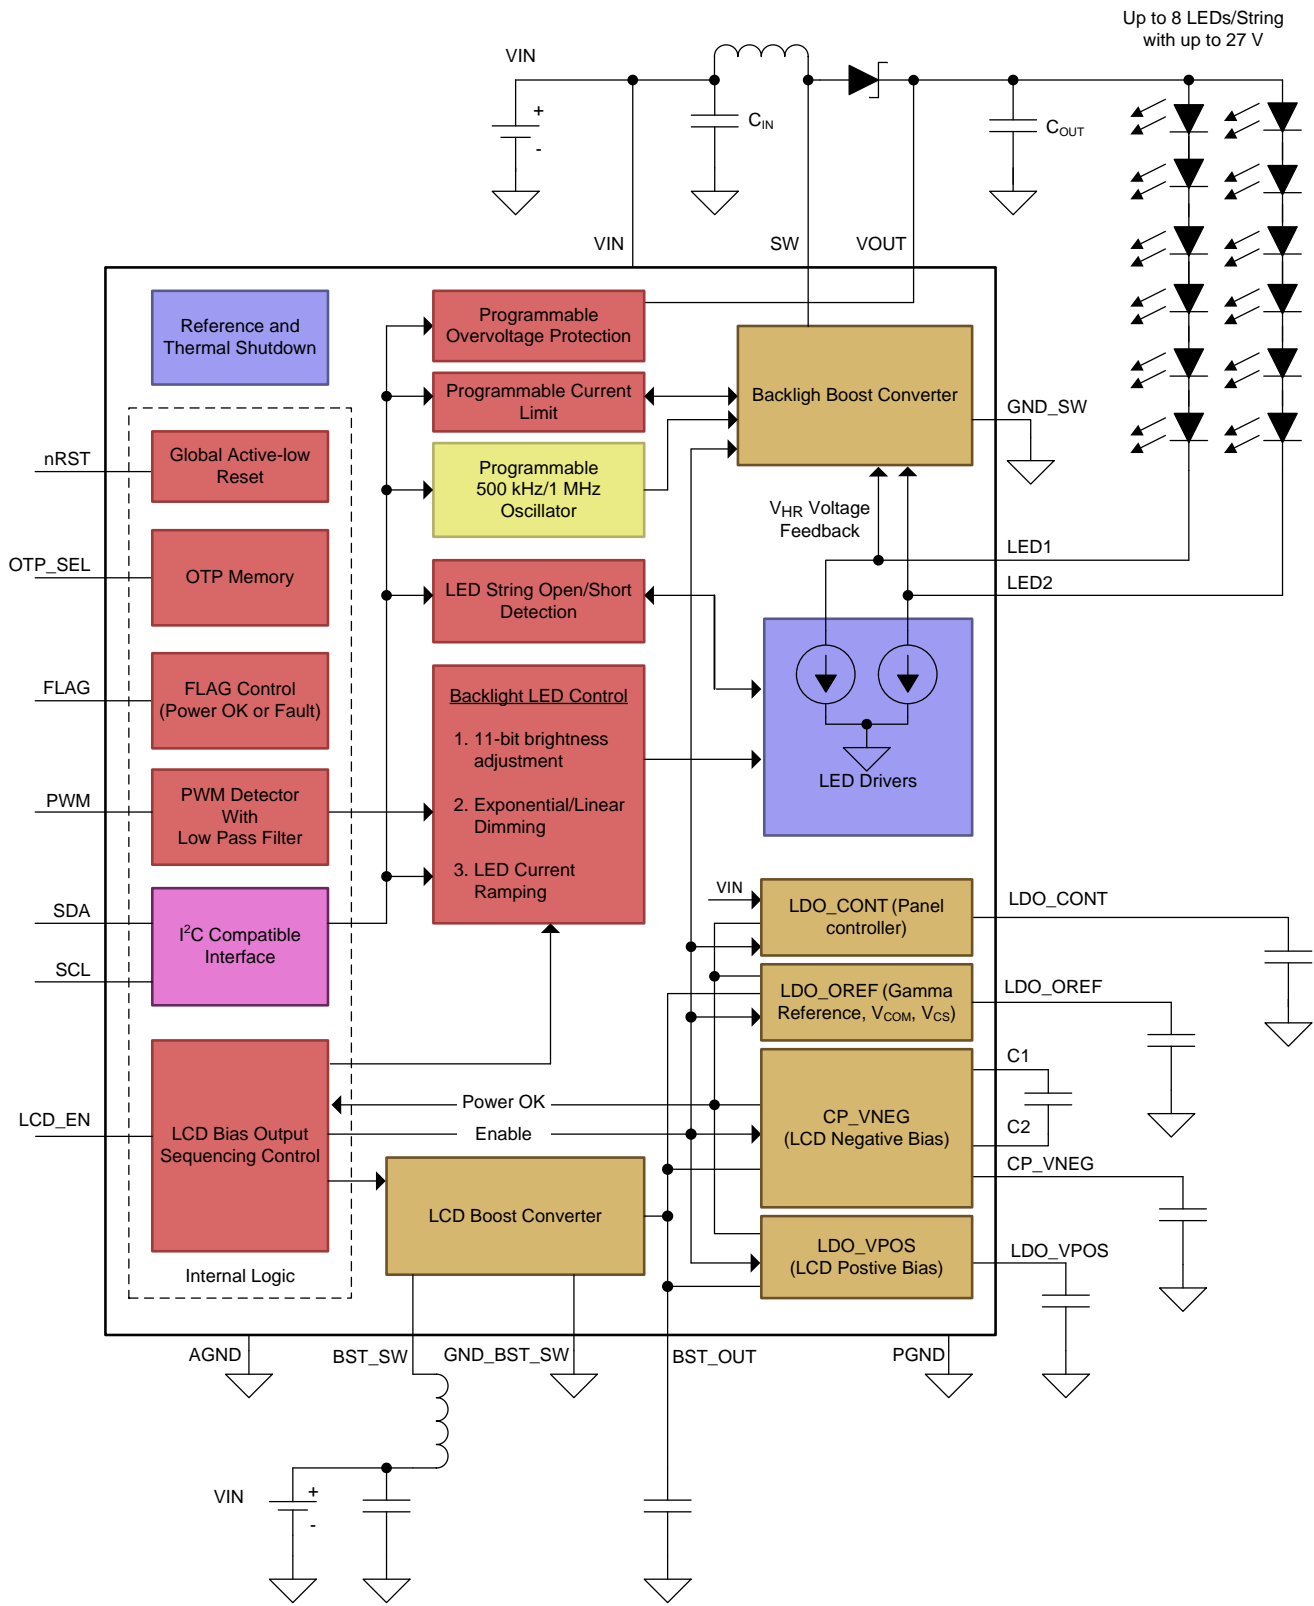 Up to 8 LEDs/String
with up to 27 V
VIN
+
-
CIN
COUT
VIN
SW
VOUT
Reference and
Thermal Shutdown
Programmable
Overvoltage Protection
Programmable Current
Limit
Backligh Boost Converter
GND_SW
nRST
Global Active-low
Reset
Programmable
500 kHz/1 MHz
Oscillator
VHR Voltage
Feedback
LED1
OTP_SEL
OTP Memory
LED String Open/Short
Detection
LED2
FLAG
FLAG Control
(Power OK or Fault)
Backlight LED Control
1. 11-bit brightness
adjustment
2. Exponential/Linear
Dimming
3. LED Current
Ramping
LED Drivers
PWM
PWM Detector
With
Low Pass Filter
SDA
SCL
I2C Compatible
Interface
VIN
LDO_CONT (Panel
controller)
LDO_CONT
LDO_OREF (Gamma
Reference, VCOM, VCS)
LDO_OREF
C1
C2
CP_VNEG
(LCD Negative Bias)
CP_VNEG
LCD_EN
LCD Bias Output
Sequencing Control
Power OK
Enable
LCD Boost Converter
LDO_VPOS
(LCD Postive Bias)
LDO_VPOS
Internal Logic
AGND
BST_SW
GND_BST_SW
BST_OUT
PGND
VIN
+
-